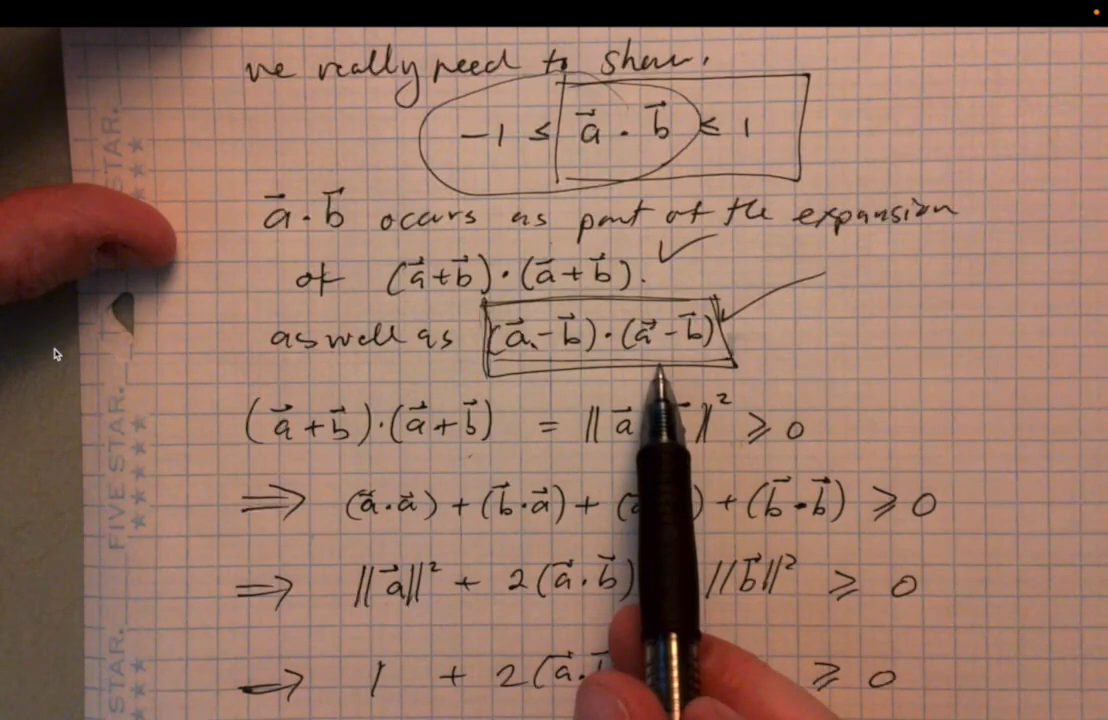 we really need to show.
-1 ≤ a⃗ · b⃗ ≤ 1
a⃗ · b⃗ occurs as part of the expansion
of (a⃗+b⃗)·(a⃗+b⃗).
as well as (a⃗-b⃗)·(a⃗-b⃗)
(a⃗+b⃗)·(a⃗+b⃗) = ||a⃗ ||² ≥ 0
⟹ (a⃗·a⃗) + (b⃗·a⃗) + ( ) + (b⃗·b⃗) ≥ 0
⟹ ||a⃗||² + 2(a⃗·b⃗) ||b⃗||² ≥ 0
⟹ 1 + 2(a⃗·b⃗ ≥ 0
FIVE STAR.
STAR.
STAR.